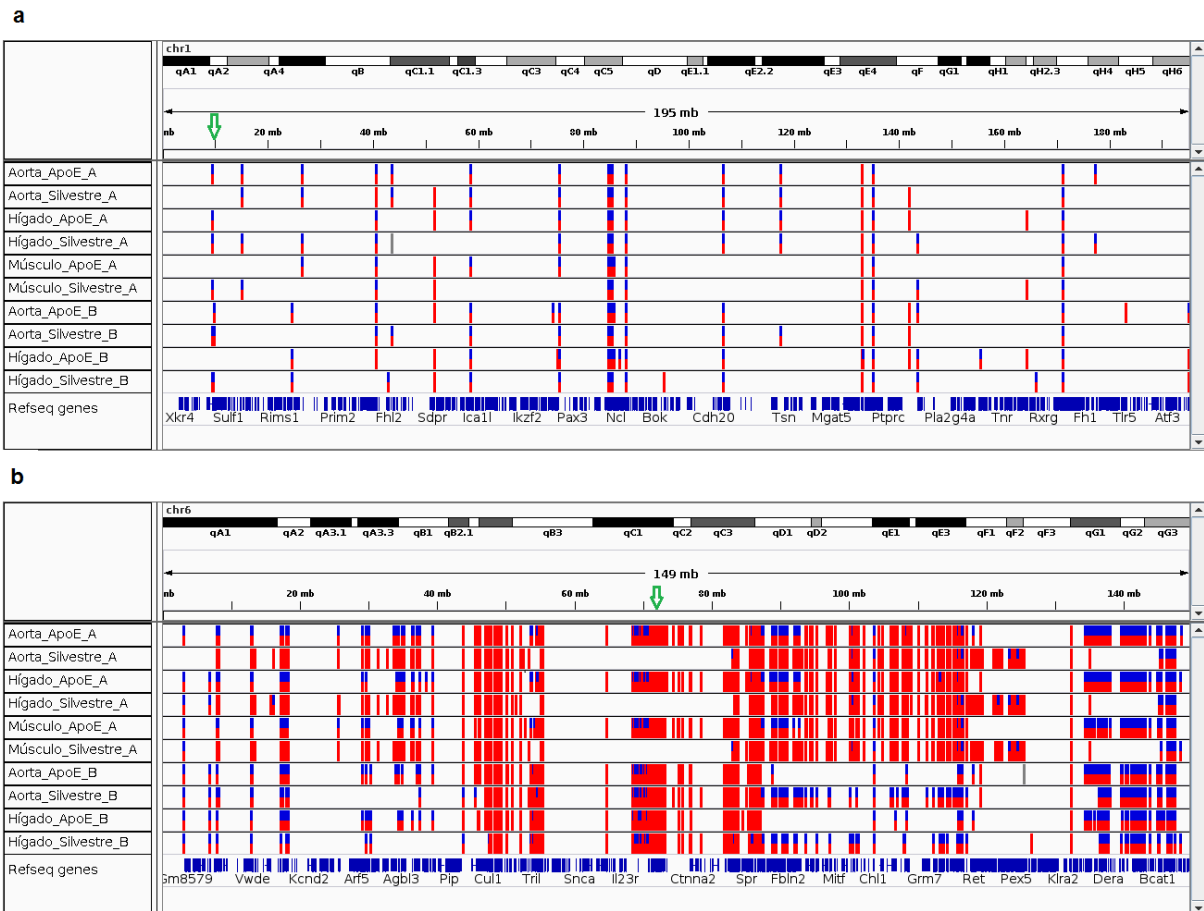 a
chr1
qA1 qA2 qA4 qB qC1.1 qC1.3 qC3 qC4 qC5 qD qE1.1 qE2.2 qE3 qE4 qF qG1 qH1 qH2.3 qH4 qH5 qH6
195 mb
nb 20 mb 40 mb 60 mb 80 mb 100 mb 120 mb 140 mb 160 mb 180 mb
Aorta_ApoE_A
Aorta_Silvestre_A
Hígado_ApoE_A
Hígado_Silvestre_A
Músculo_ApoE_A
Músculo_Silvestre_A
Aorta_ApoE_B
Aorta_Silvestre_B
Hígado_ApoE_B
Hígado_Silvestre_B
Refseq genes
Xkr4 Sulf1 Rims1 Prim2 Fhl2 Sdpr Ica1l Ikzf2 Pax3 Ncl Bok Cdh20 Tsn Mgat5 Ptprc Pla2g4a Tnr Rxrg Fh1 Tlr5 Atf3
b
chr6
qA1 qA2 qA3.1 qA3.3 qB1 qB2.1 qB3 qC1 qC2 qC3 qD1 qD2 qE1 qE3 qF1 qF2 qF3 qG1 qG2 qG3
149 mb
nb 20 mb 40 mb 60 mb 80 mb 100 mb 120 mb 140 mb
Aorta_ApoE_A
Aorta_Silvestre_A
Hígado_ApoE_A
Hígado_Silvestre_A
Músculo_ApoE_A
Músculo_Silvestre_A
Aorta_ApoE_B
Aorta_Silvestre_B
Hígado_ApoE_B
Hígado_Silvestre_B
Refseq genes
Gm8579 Vwde Kcnd2 Arf5 Agbl3 Pip Cul1 Tril Snca Il23r Ctnna2 Spr Fbln2 Mitf Chl1 Grm7 Ret Pex5 Klra2 Dera Bcat1